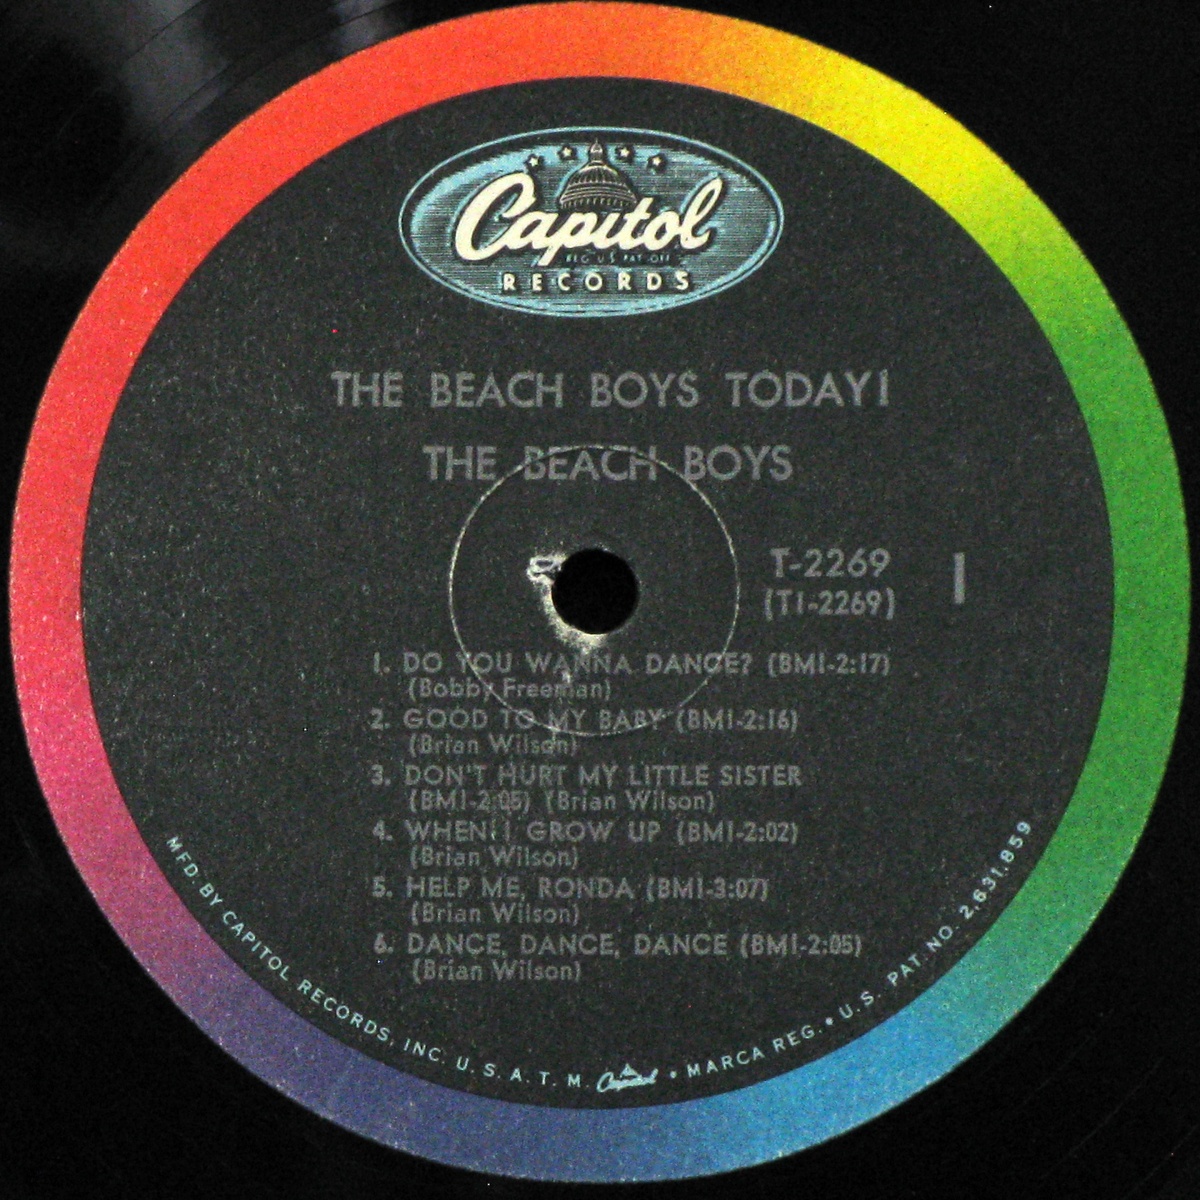 Capitol
REG. U.S. PAT. OFF.
RECORDS
THE BEACH BOYS TODAY!
THE BEACH BOYS
T-2269
(T1-2269)
1
1. DO YOU WANNA DANCE? (BMI-2:17)
(Bobby Freeman)
2. GOOD TO MY BABY (BMI-2:16)
(Brian Wilson)
3. DON'T HURT MY LITTLE SISTER
(BMI-2:05) (Brian Wilson)
4. WHEN I GROW UP (BMI-2:02)
(Brian Wilson)
5. HELP ME, RONDA (BMI-3:07)
(Brian Wilson)
6. DANCE, DANCE, DANCE (BMI-2:05)
(Brian Wilson)
MFD. BY CAPITOL RECORDS, INC. U.S.A. T.M. Capitol • MARCA REG. • U.S. PAT. NO. 2,631,859